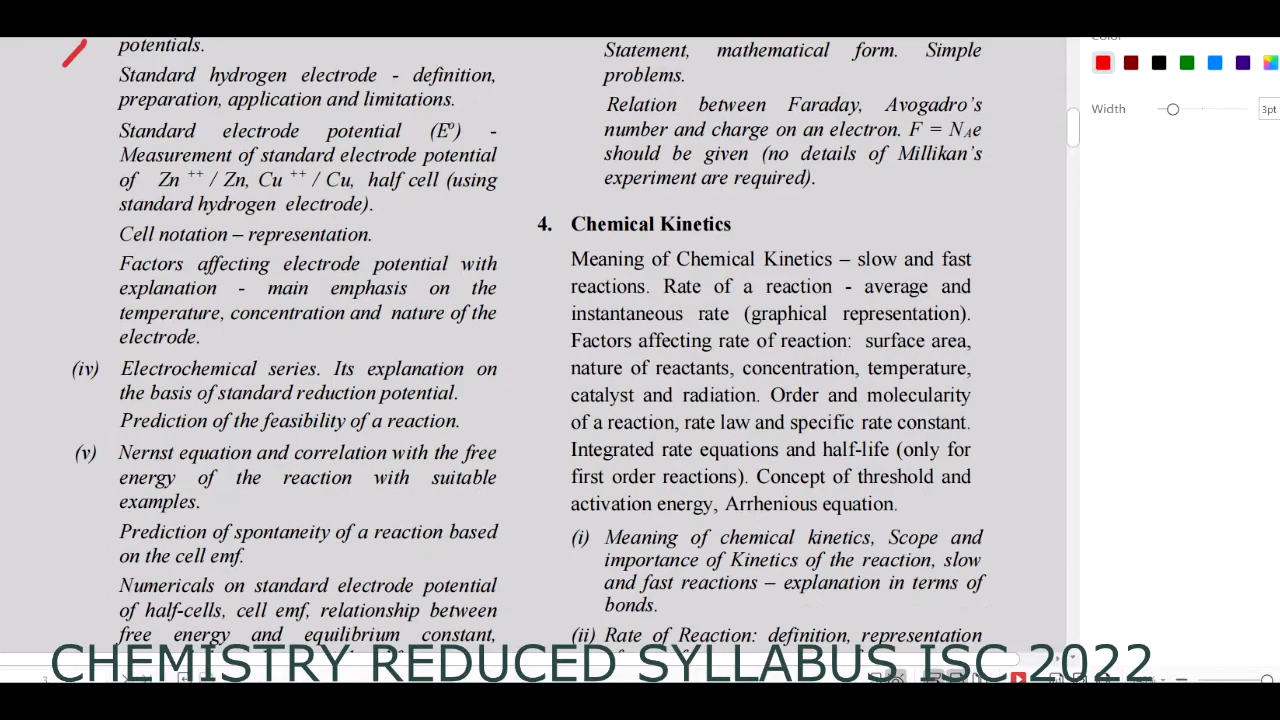 potentials.
Standard hydrogen electrode - definition,
preparation, application and limitations.
Standard electrode potential (Eº) -
Measurement of standard electrode potential
of Zn ⁺⁺ / Zn, Cu ⁺⁺ / Cu, half cell (using
standard hydrogen electrode).
Cell notation – representation.
Factors affecting electrode potential with
explanation - main emphasis on the
temperature, concentration and nature of the
electrode.
(iv) Electrochemical series. Its explanation on
the basis of standard reduction potential.
Prediction of the feasibility of a reaction.
(v) Nernst equation and correlation with the free
energy of the reaction with suitable
examples.
Prediction of spontaneity of a reaction based
on the cell emf.
Numericals on standard electrode potential
of half-cells, cell emf, relationship between
free energy and equilibrium constant,
Statement, mathematical form. Simple
problems.
Relation between Faraday, Avogadro's
number and charge on an electron. F = N_Ae
should be given (no details of Millikan's
experiment are required).
4. Chemical Kinetics
Meaning of Chemical Kinetics – slow and fast
reactions. Rate of a reaction - average and
instantaneous rate (graphical representation).
Factors affecting rate of reaction: surface area,
nature of reactants, concentration, temperature,
catalyst and radiation. Order and molecularity
of a reaction, rate law and specific rate constant.
Integrated rate equations and half-life (only for
first order reactions). Concept of threshold and
activation energy, Arrhenious equation.
(i) Meaning of chemical kinetics, Scope and
importance of Kinetics of the reaction, slow
and fast reactions – explanation in terms of
bonds.
(ii) Rate of Reaction: definition, representation
Color
Width
3pt
CHEMISTRY REDUCED SYLLABUS ISC 2022